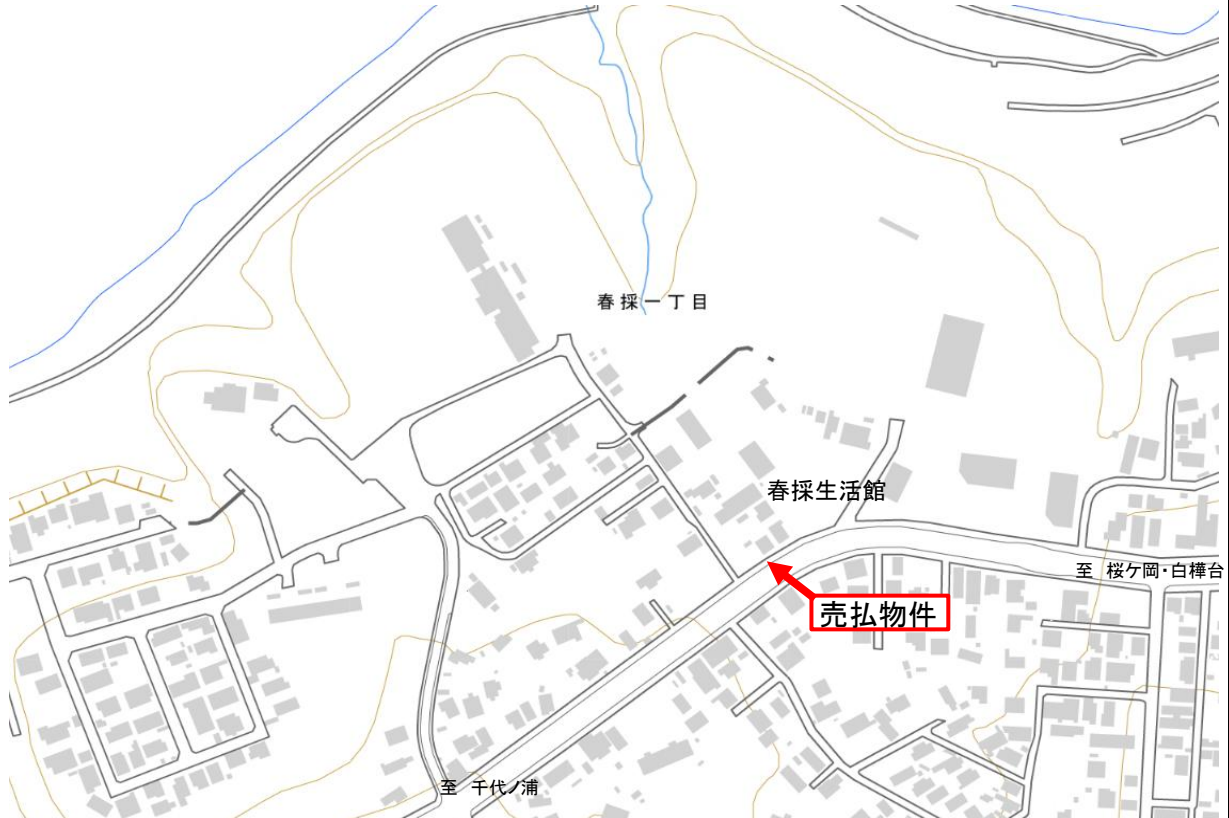 春採一丁目
春採生活館
至 桜ケ岡・白樺台
売払物件
至 千代ノ浦